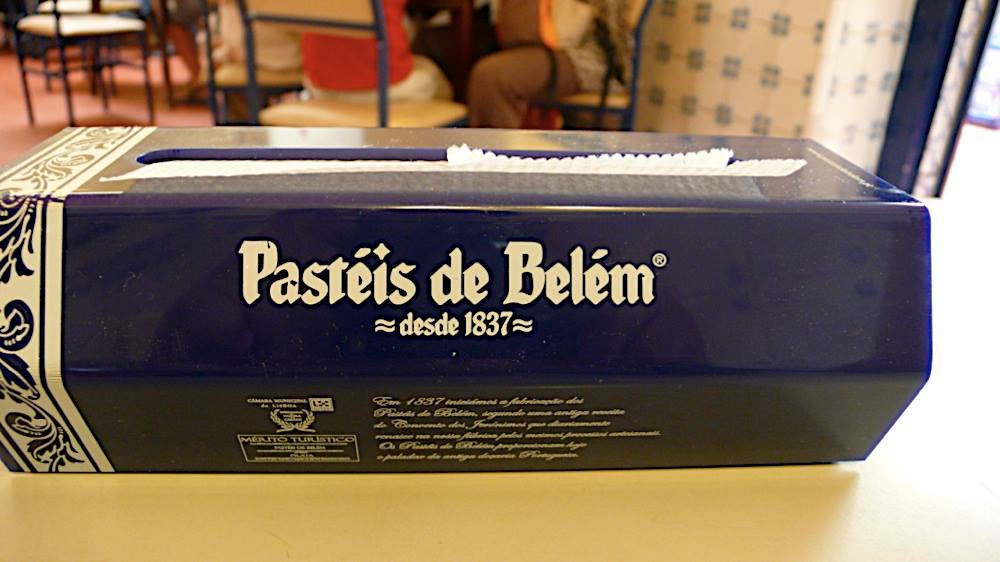 Pastéis de Belém®
≈ desde 1837 ≈
CÂMARA MUNICIPAL
de LISBOA
MÉRITO TURÍSTICO
PASTÉIS DE BELÉM
PRATA
Em 1837 iniciámos a fabricação dos
Pastéis de Belém, segundo uma antiga receita
do Convento dos Jerónimos que diariamente
renasce na nossa fábrica pelos mesmos processos artesanais.
Os Pastéis de Belém proporcionam hoje
o paladar da antiga doçaria Portuguesa.